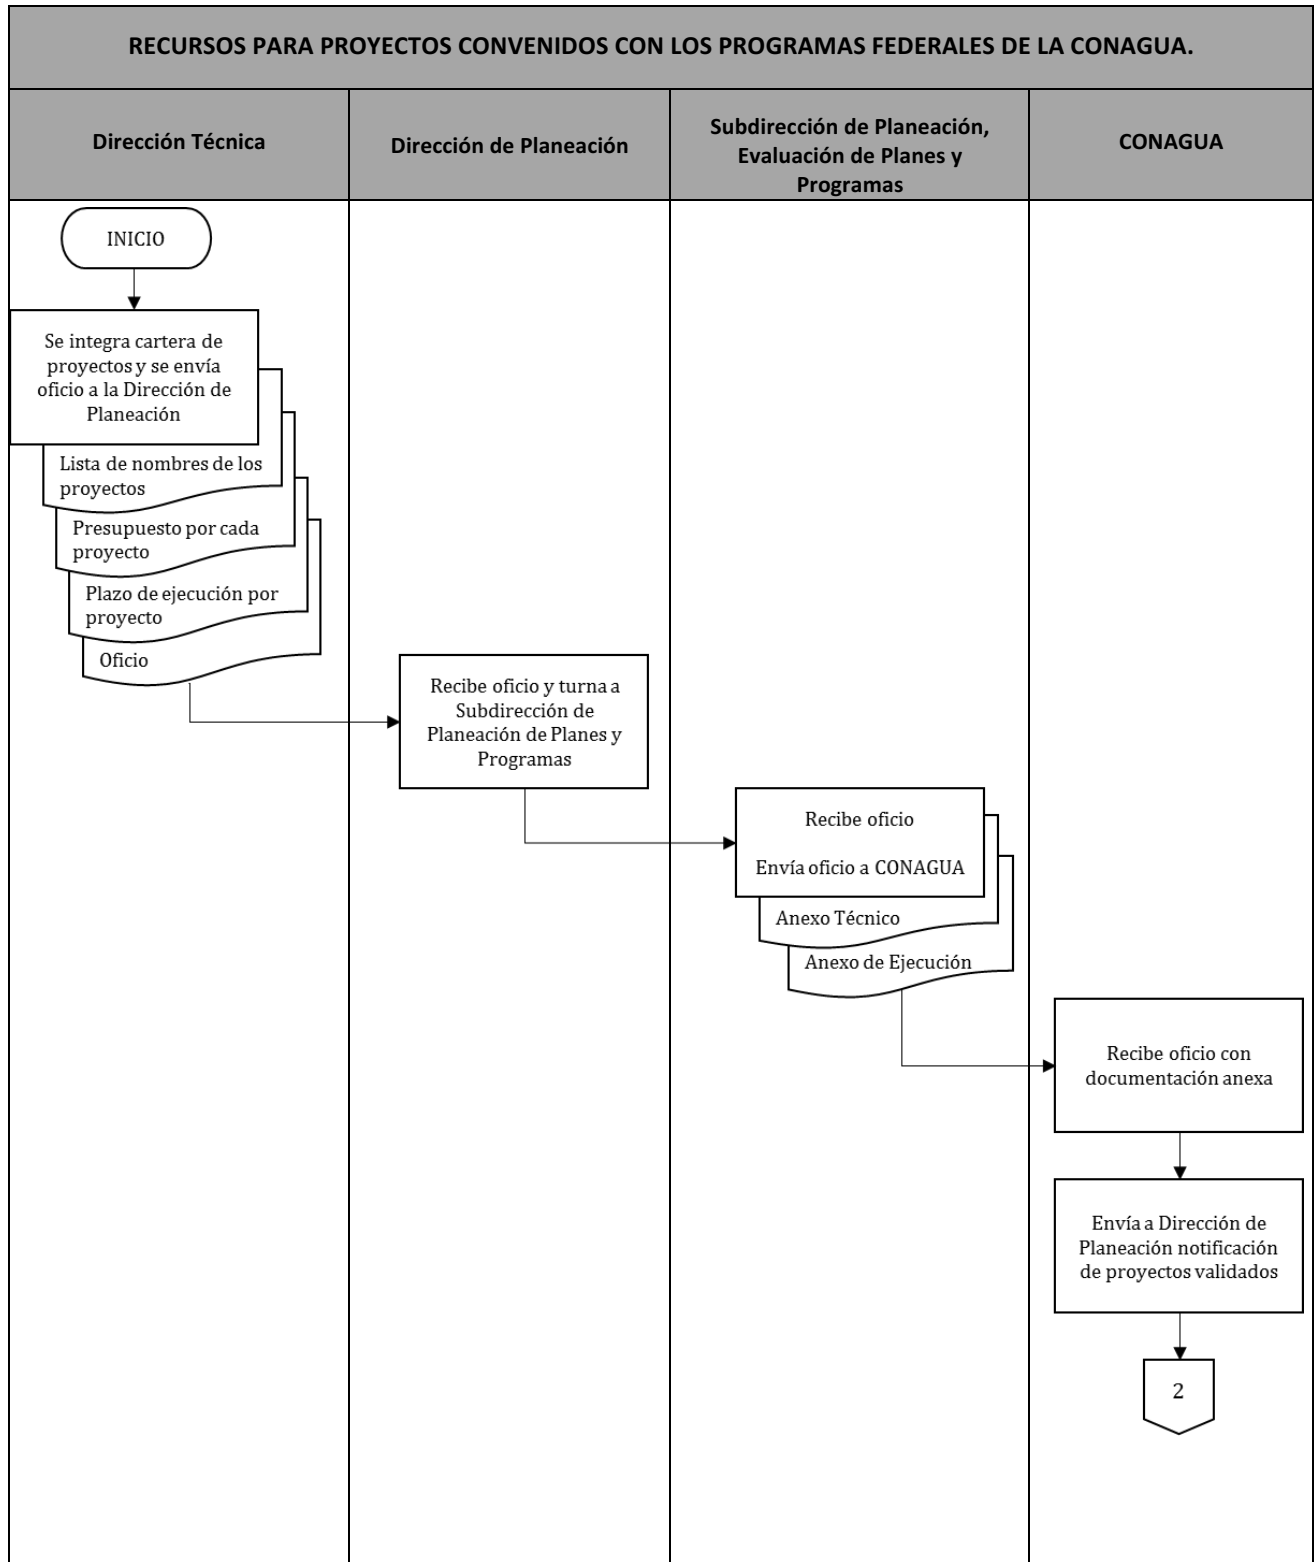 RECURSOS PARA PROYECTOS CONVENIDOS CON LOS PROGRAMAS FEDERALES DE LA CONAGUA.
Dirección Técnica
Dirección de Planeación
Subdirección de Planeación,
Evaluación de Planes y
Programas
CONAGUA
INICIO
Se integra cartera de
proyectos y se envía
oficio a la Dirección de
Planeación
Lista de nombres de los
proyectos
Presupuesto por cada
proyecto
Plazo de ejecución por
proyecto
Oficio
Recibe oficio y turna a
Subdirección de
Planeación de Planes y
Programas
Recibe oficio
Envía oficio a CONAGUA
Anexo Técnico
Anexo de Ejecución
Recibe oficio con
documentación anexa
Envía a Dirección de
Planeación notificación
de proyectos validados
2